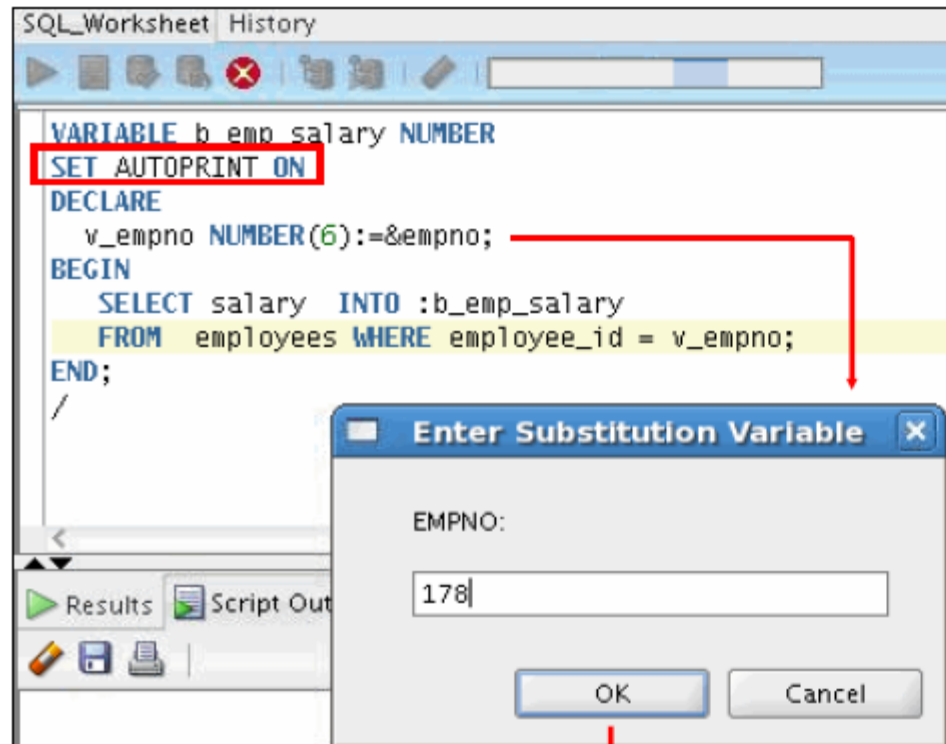 SQL_Worksheet History
VARIABLE b_emp_salary NUMBER
SET AUTOPRINT ON
DECLARE
v_empno NUMBER(6):=&empno;
BEGIN
SELECT salary INTO :b_emp_salary
FROM employees WHERE employee_id = v_empno;
END;
/
Enter Substitution Variable
EMPNO:
178
Results Script Out
OK Cancel